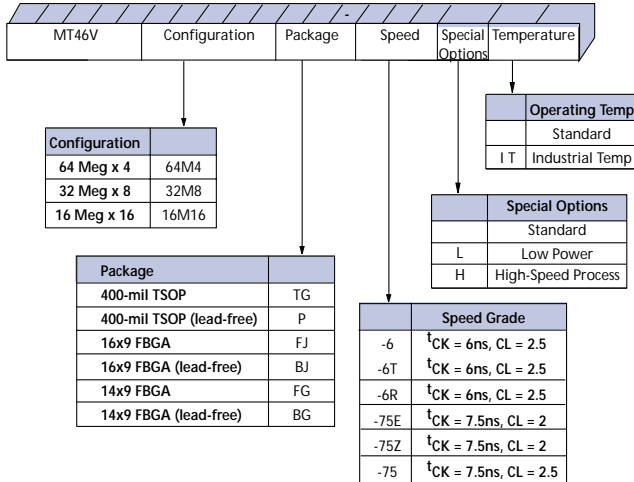 -
MT46V Configuration Package Speed Special Options Temperature
Operating Temp
Standard
IT Industrial Temp
Configuration
64 Meg x 4 64M4
32 Meg x 8 32M8
16 Meg x 16 16M16
Special Options
Standard
L Low Power
H High-Speed Process
Package
400-mil TSOP TG
400-mil TSOP (lead-free) P
16x9 FBGA FJ
16x9 FBGA (lead-free) BJ
14x9 FBGA FG
14x9 FBGA (lead-free) BG
Speed Grade
-6 tCK = 6ns, CL = 2.5
-6T tCK = 6ns, CL = 2.5
-6R tCK = 6ns, CL = 2.5
-75E tCK = 7.5ns, CL = 2
-75Z tCK = 7.5ns, CL = 2
-75 tCK = 7.5ns, CL = 2.5